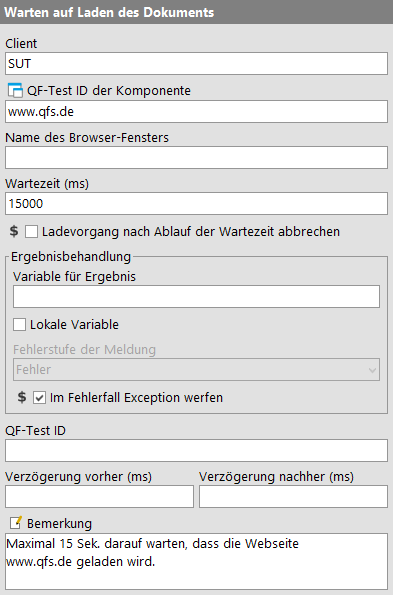 Warten auf Laden des Dokuments
Client
SUT
QF-Test ID der Komponente
www.qfs.de
Name des Browser-Fensters
Wartezeit (ms)
15000
$ Ladevorgang nach Ablauf der Wartezeit abbrechen
Ergebnisbehandlung
Variable für Ergebnis
Lokale Variable
Fehlerstufe der Meldung
Fehler
$ Im Fehlerfall Exception werfen
QF-Test ID
Verzögerung vorher (ms) Verzögerung nachher (ms)
Bemerkung
Maximal 15 Sek. darauf warten, dass die Webseite
www.qfs.de geladen wird.